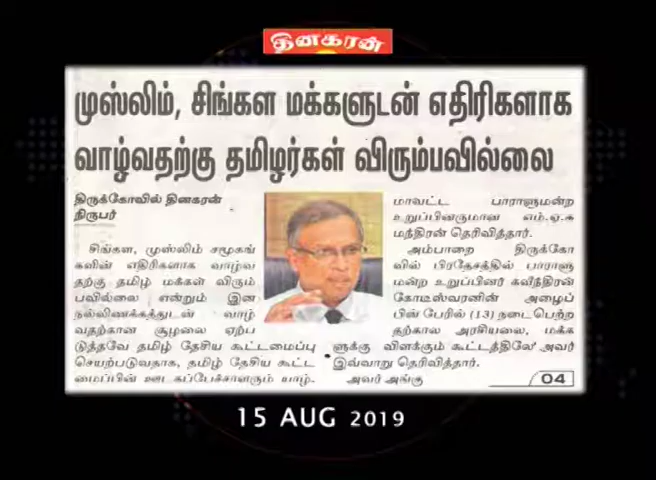 தினகரன்
முஸ்லிம், சிங்கள மக்களுடன் எதிரிகளாக
வாழ்வதற்கு தமிழர்கள் விரும்பவில்லை
திருக்கோவில் தினகரன்
நிருபர்
சிங்கள, முஸ்லிம் சமூகங்
களின் எதிரிகளாக வாழ்வ
தற்கு தமிழ் மக்கள் விரும்
பவில்லை என்றும் இன
நல்லிணக்கத்துடன் வாழ்
வதற்கான சூழலை ஏற்ப
டுத்தவே தமிழ் தேசிய கூட்டமைப்பு
செயற்படுவதாக, தமிழ் தேசிய கூட்ட
மைப்பின் ஊடகப்பேச்சாளரும் யாழ்.
மாவட்ட பாராளுமன்ற
உறுப்பினருமான எம்.ஏ.சு
மந்திரன் தெரிவித்தார்.
அம்பாறை திருக்கோ
வில் பிரதேசத்தில் பாராளு
மன்ற உறுப்பினர் கவீந்திரன்
கோடீஸ்வரனின் அழைப்
பின் பேரில் (13) நடைபெற்ற
தற்கால அரசியலை, மக்க
ளுக்கு விளக்கும் கூட்டத்திலே அவர்
இவ்வாறு தெரிவித்தார்.
அவர் அங்கு
04
15 AUG 2019